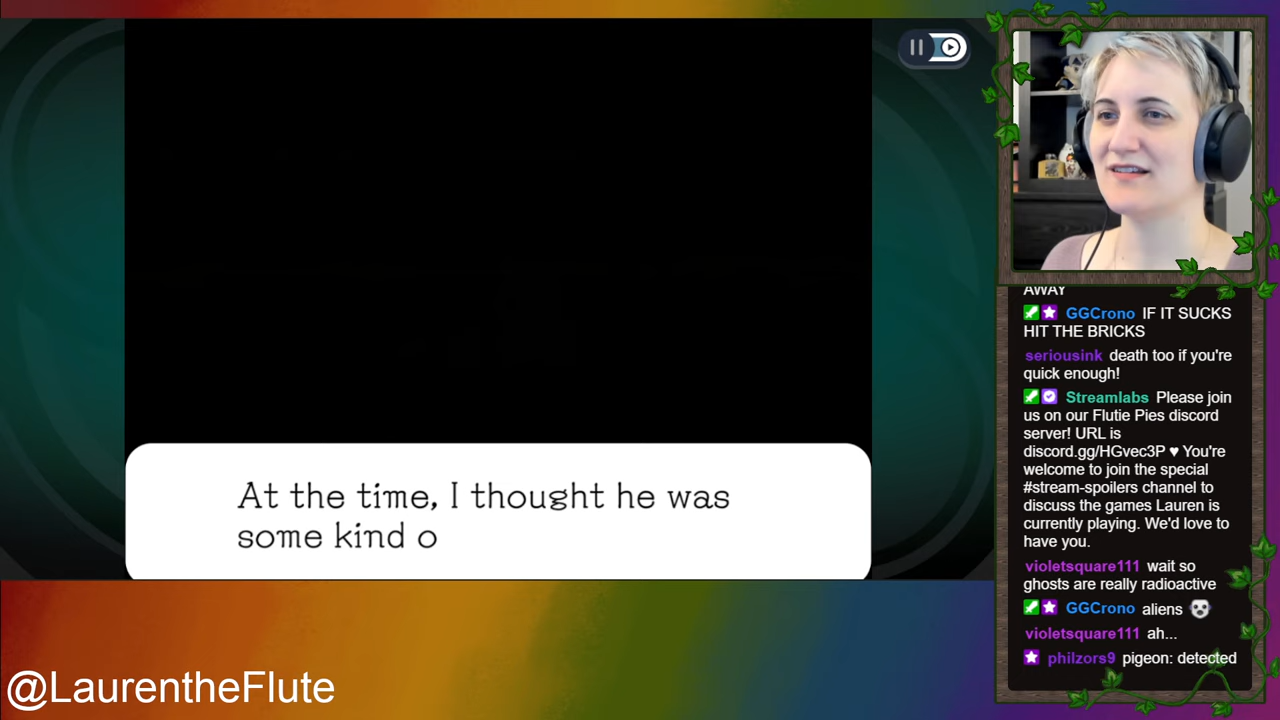 At the time, I thought he was
some kind o
AWAY
GGCrono IF IT SUCKS
HIT THE BRICKS
seriousink death too if you're
quick enough!
Streamlabs Please join
us on our Flutie Pies discord
server! URL is
discord.gg/HGvec3P ♥ You're
welcome to join the special
#stream-spoilers channel to
discuss the games Lauren is
currently playing. We'd love to
have you.
violetsquare111 wait so
ghosts are really radioactive
GGCrono aliens 👽
violetsquare111 ah...
philzors9 pigeon: detected
@LaurentheFlute